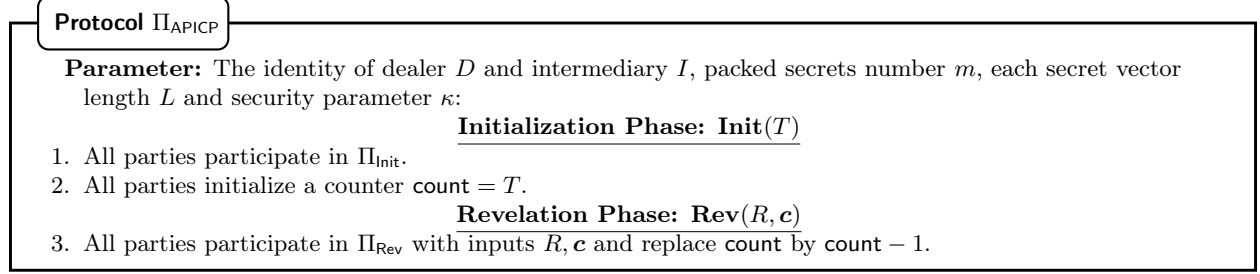 Protocol Π_APICP
Parameter: The identity of dealer D and intermediary I, packed secrets number m, each secret vector
length L and security parameter κ:
Initialization Phase: Init(T)
1. All parties participate in Π_Init.
2. All parties initialize a counter count = T.
Revelation Phase: Rev(R, c)
3. All parties participate in Π_Rev with inputs R, c and replace count by count − 1.